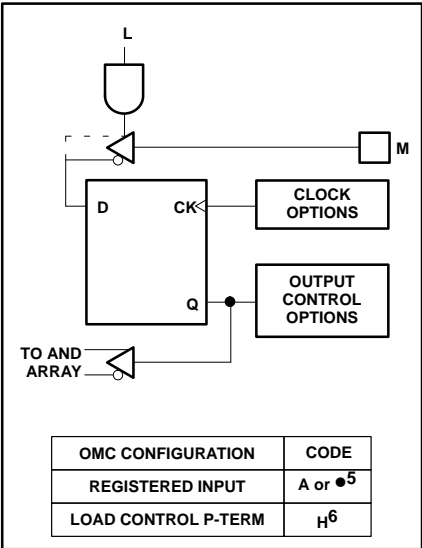 L
M
D
CK
CLOCK
OPTIONS
Q
OUTPUT
CONTROL
OPTIONS
TO AND
ARRAY
OMC CONFIGURATION CODE
REGISTERED INPUT A or ●5
LOAD CONTROL P-TERM H6